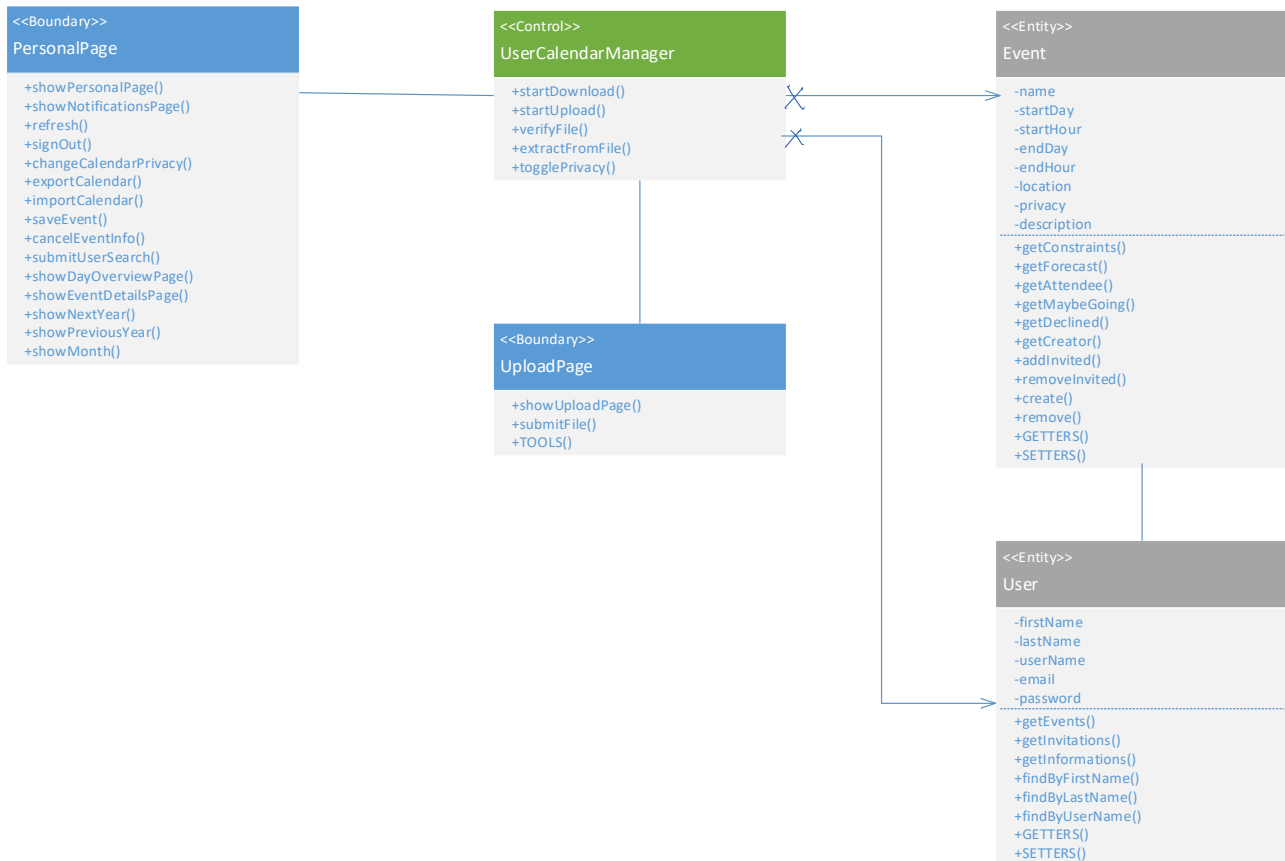 <<Boundary>>
PersonalPage
+showPersonalPage()
+showNotificationsPage()
+refresh()
+signOut()
+changeCalendarPrivacy()
+exportCalendar()
+importCalendar()
+saveEvent()
+cancelEventInfo()
+submitUserSearch()
+showDayOverviewPage()
+showEventDetailsPage()
+showNextYear()
+showPreviousYear()
+showMonth()
<<Control>>
UserCalendarManager
+startDownload()
+startUpload()
+verifyFile()
+extractFromFile()
+togglePrivacy()
<<Boundary>>
UploadPage
+showUploadPage()
+submitFile()
+TOOLS()
<<Entity>>
Event
-name
-startDay
-startHour
-endDay
-endHour
-location
-privacy
-description
+getConstraints()
+getForecast()
+getAttendee()
+getMaybeGoing()
+getDeclined()
+getCreator()
+addInvited()
+removeInvited()
+create()
+remove()
+GETTERS()
+SETTERS()
<<Entity>>
User
-firstName
-lastName
-userName
-email
-password
+getEvents()
+getInvitations()
+getInformations()
+findByFirstName()
+findByLastName()
+findByUserName()
+GETTERS()
+SETTERS()